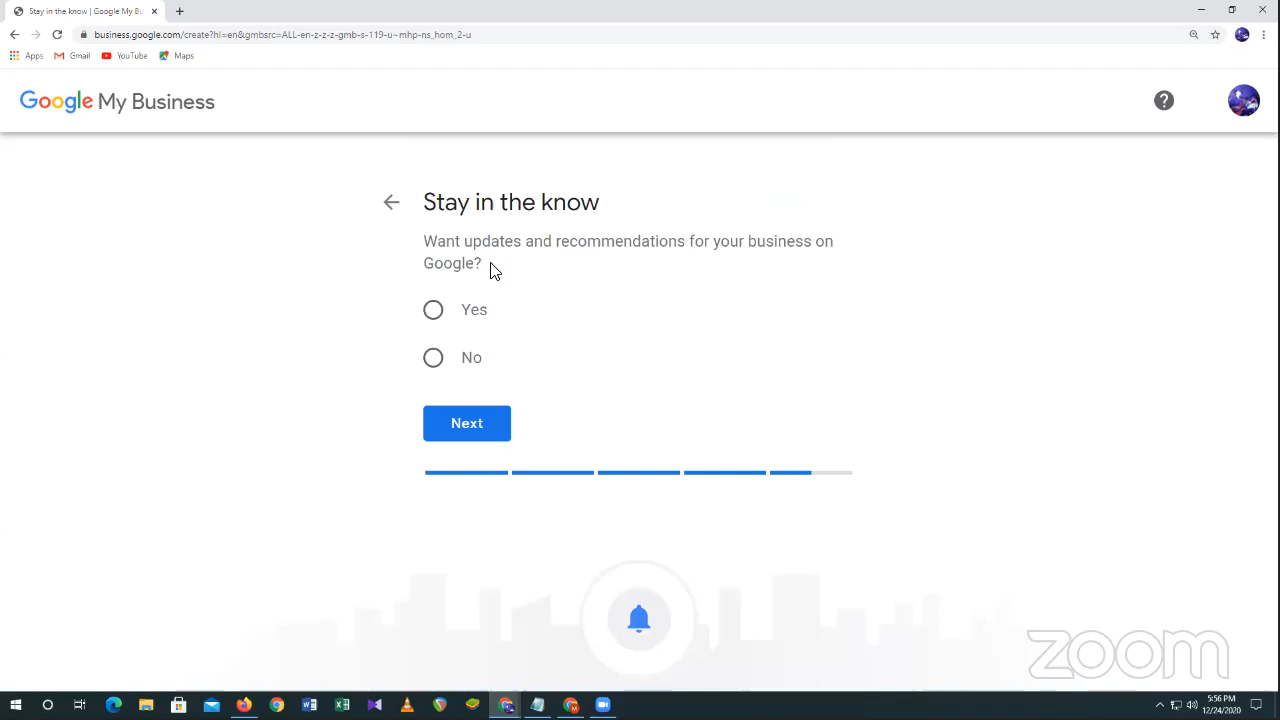 Stay in the know | Google My Bu
business.google.com/create?hl=en&gmbsrc=ALL-en-z-z-z-gmb-s-119-u~mhp-ns_hom_2-u
Apps Gmail YouTube Maps
Google My Business
Stay in the know
Want updates and recommendations for your business on
Google?
Yes
No
Next
zoom
5:56 PM
12/24/2020